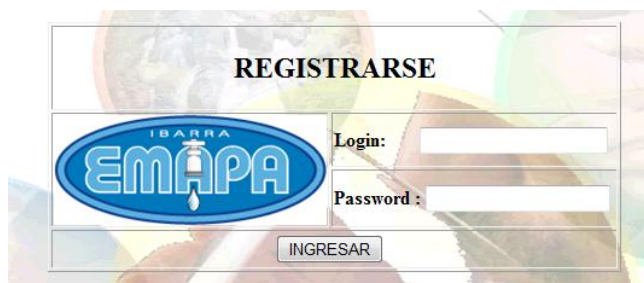 REGISTRARSE
IBARRA
EMAPA
Login:
Password :
INGRESAR